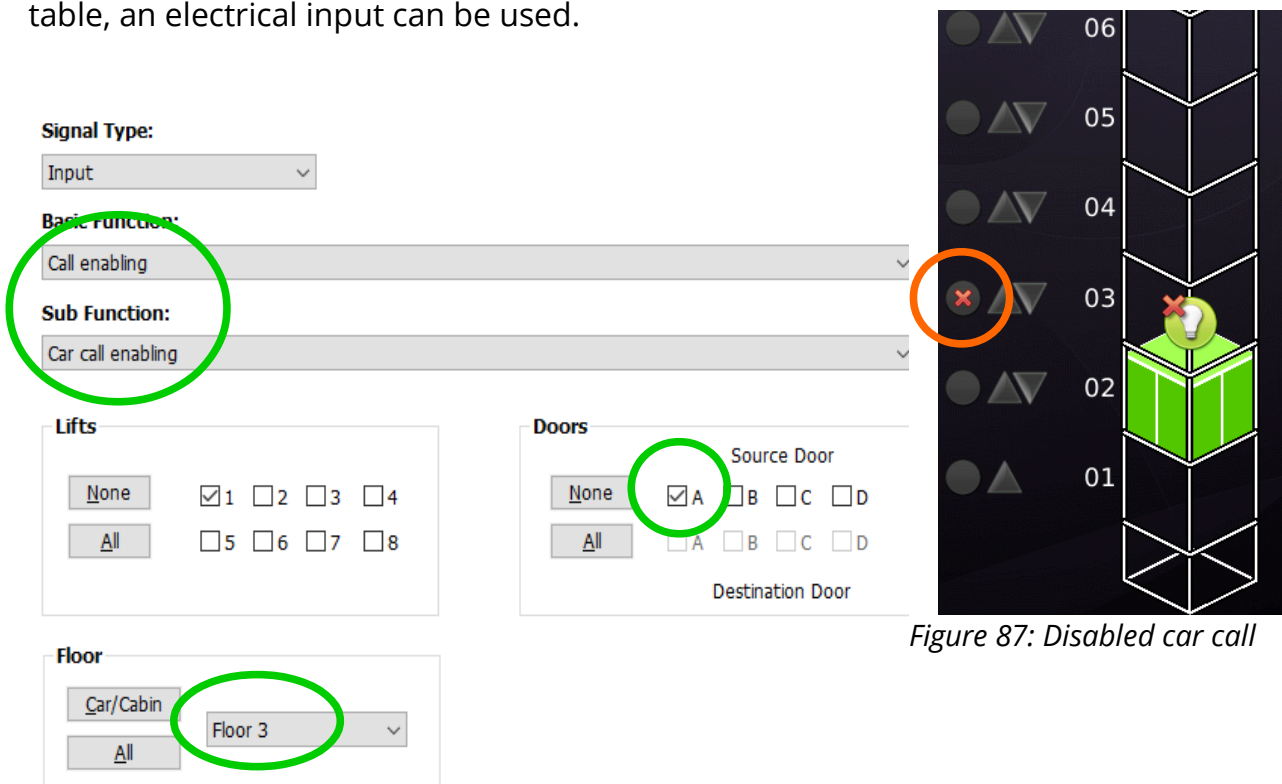 table, an electrical input can be used.
Signal Type:
Input
Basic Function:
Call enabling
Sub Function:
Car call enabling
Lifts
None
1 2 3 4
All
5 6 7 8
Doors
Source Door
None
A B C D
All
A B C D
Destination Door
Floor
Car/Cabin
Floor 3
All
06
05
04
03
02
01
Figure 87: Disabled car call